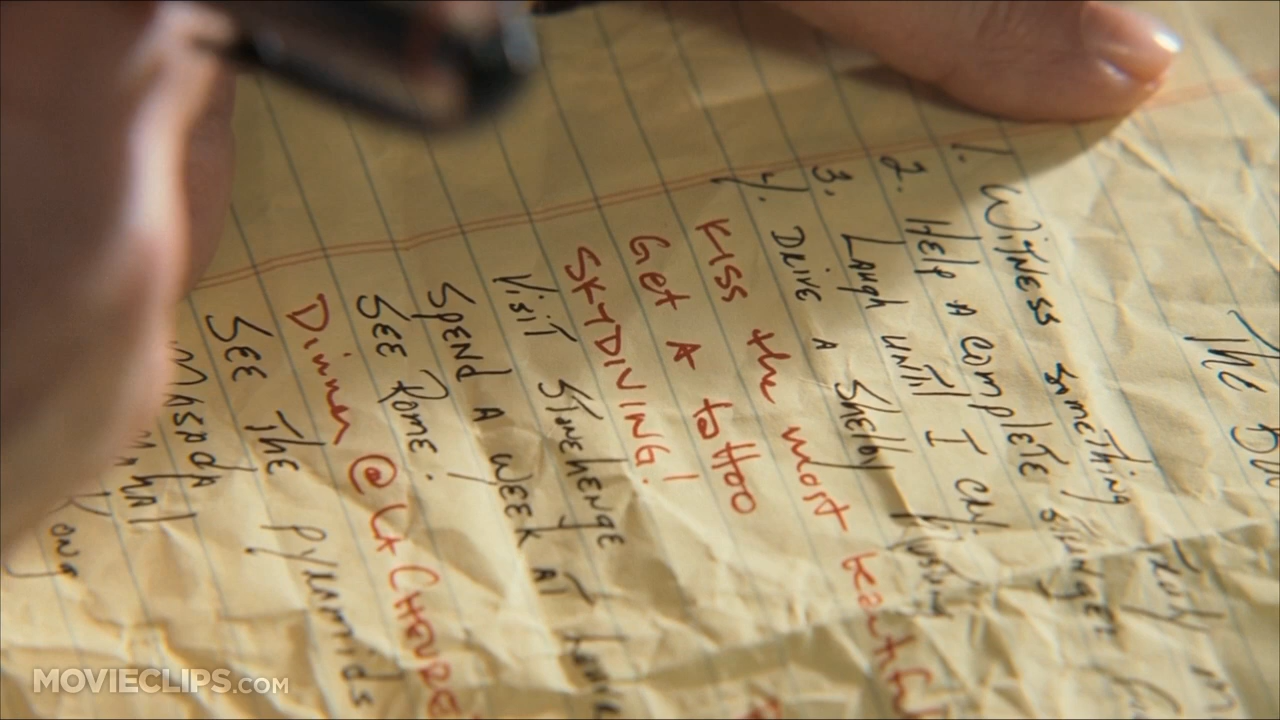 The
1. Witness something Truly m
2. Help A complete stranger
3. Laugh until I cry.
4. Drive A Shelby Mustang
Kiss the most beautiful
Get A tattoo
SKYDIVING!
Visit Stonehenge
Spend A week AT
See Rome.
Dinner @ LA CHEVRE
See The pyramids
ong
MOVIECLIPS.COM